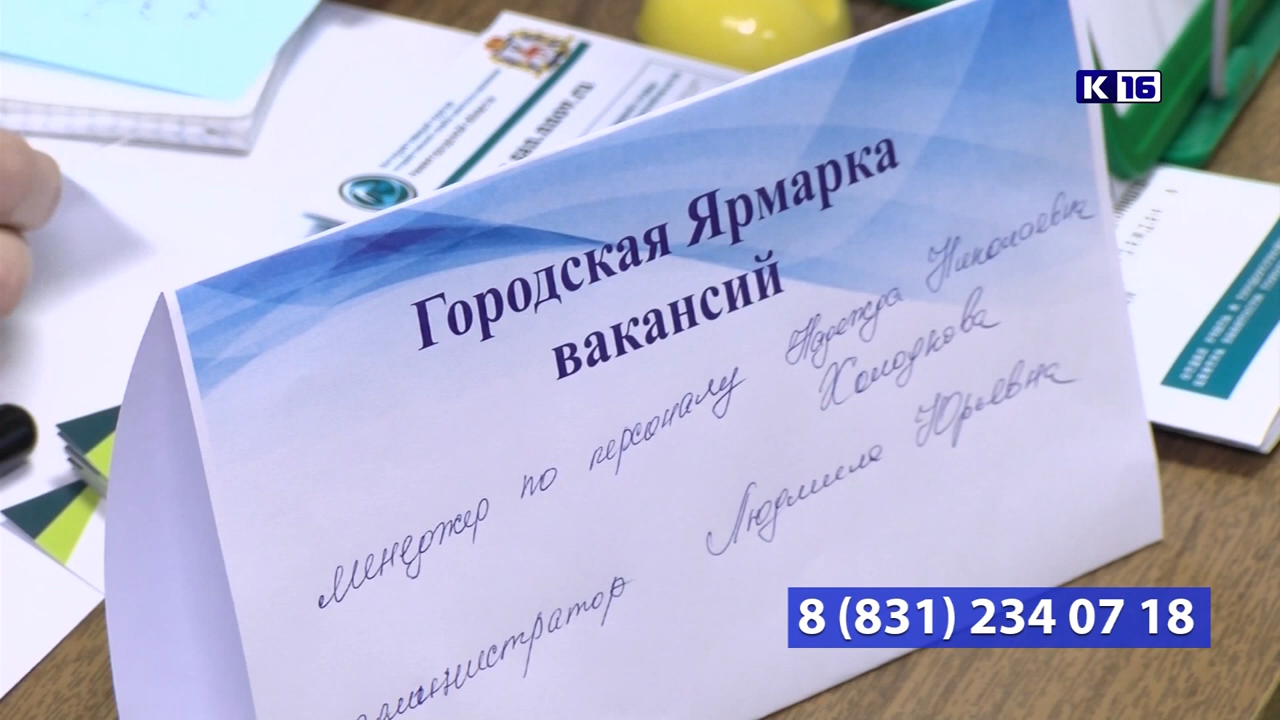 К 16
Городская Ярмарка
вакансий
Менеджер по персоналу Надежда Николаевна
Холодкова
Людмила Юрьевна
администратор
8 (831) 234 07 18